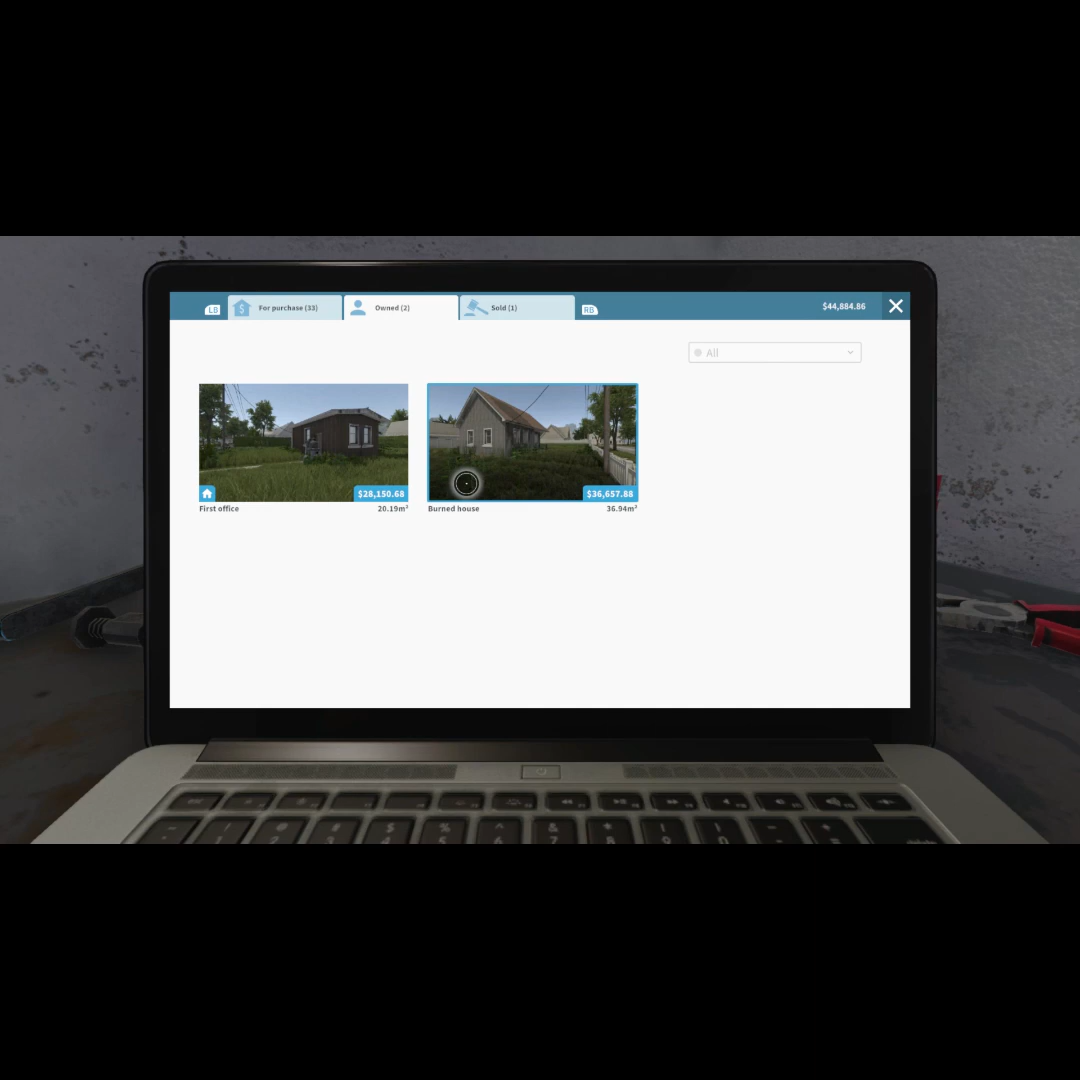 LB
For purchase (33)
Owned (2)
Sold (1)
RB
$44,884.86
All
$28,150.68
$36,657.88
First office
20.19m²
Burned house
36.94m²